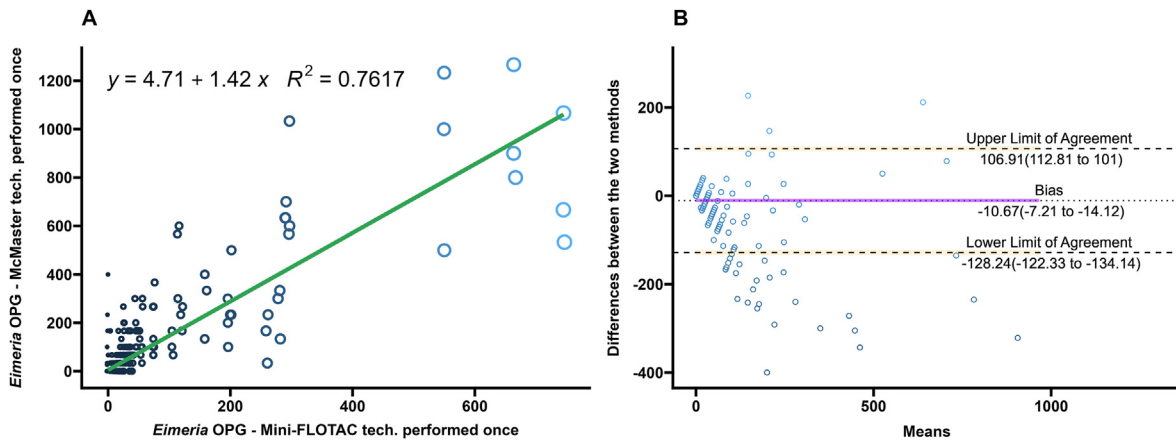 A
Eimeria OPG - McMaster tech. performed once
y = 4.71 + 1.42 x R² = 0.7617
1200
1000
800
600
400
200
0
0 200 400 600
Eimeria OPG - Mini-FLOTAC tech. performed once
B
Differences between the two methods
200
0
-200
-400
Upper Limit of Agreement
106.91(112.81 to 101)
Bias
-10.67(-7.21 to -14.12)
Lower Limit of Agreement
-128.24(-122.33 to -134.14)
0 500 1000
Means